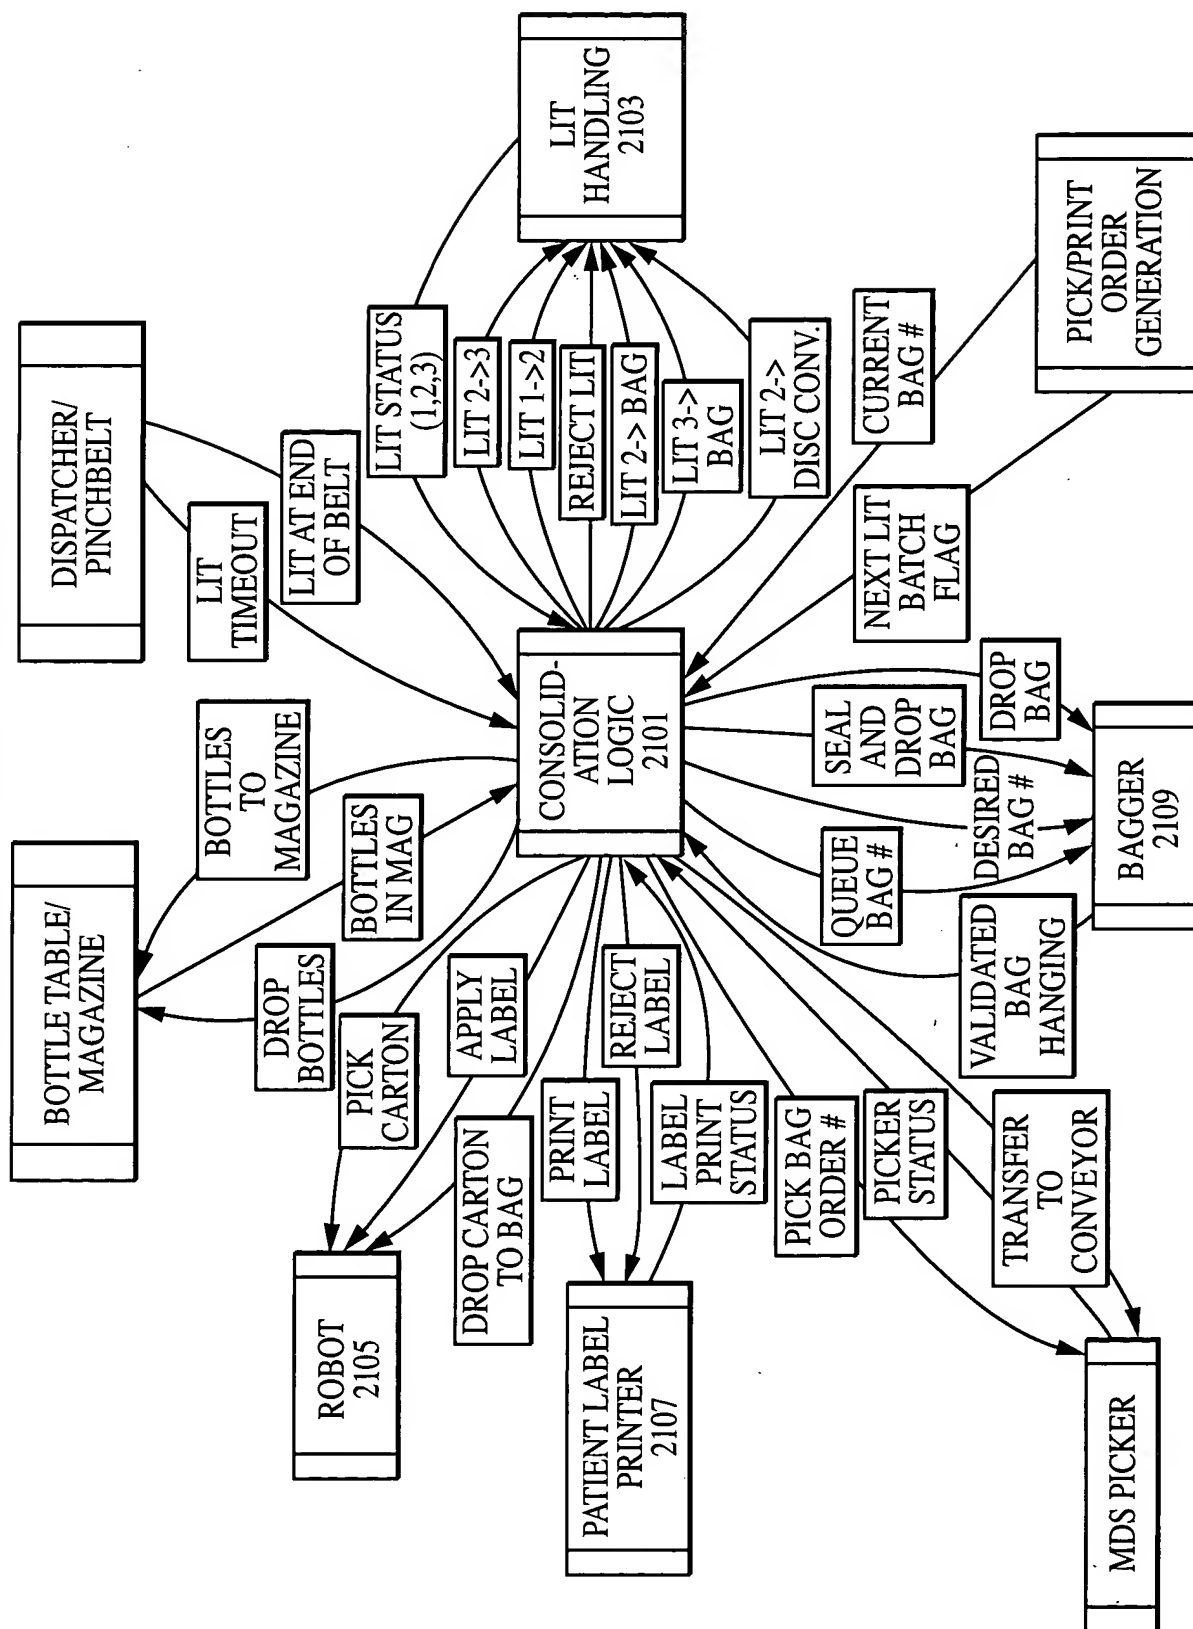 BOTTLE TABLE/
MAGAZINE
DISPATCHER/
PINCHBELT
BOTTLES
TO
MAGAZINE
LIT
TIMEOUT
LIT AT END
OF BELT
DROP
BOTTLES
BOTTLES
IN MAG
ROBOT
2105
PICK
CARTON
APPLY
LABEL
DROP CARTON
TO BAG
LIT STATUS
(1,2,3)
LIT 2->3
LIT 1->2
REJECT LIT
LIT 2-> BAG
LIT 3->
BAG
LIT 2->
DISC CONV.
LIT
HANDLING
2103
CONSOLID-
ATION
LOGIC
2101
PATIENT LABEL
PRINTER
2107
PRINT
LABEL
REJECT
LABEL
LABEL
PRINT
STATUS
PICK BAG
ORDER #
PICKER
STATUS
TRANSFER
TO
CONVEYOR
MDS PICKER
VALIDATED
BAG
HANGING
QUEUE
BAG #
DESIRED
BAG #
SEAL
AND
DROP
BAG
DROP
BAG
BAGGER
2109
NEXT LIT
BATCH
FLAG
CURRENT
BAG #
PICK/PRINT
ORDER
GENERATION